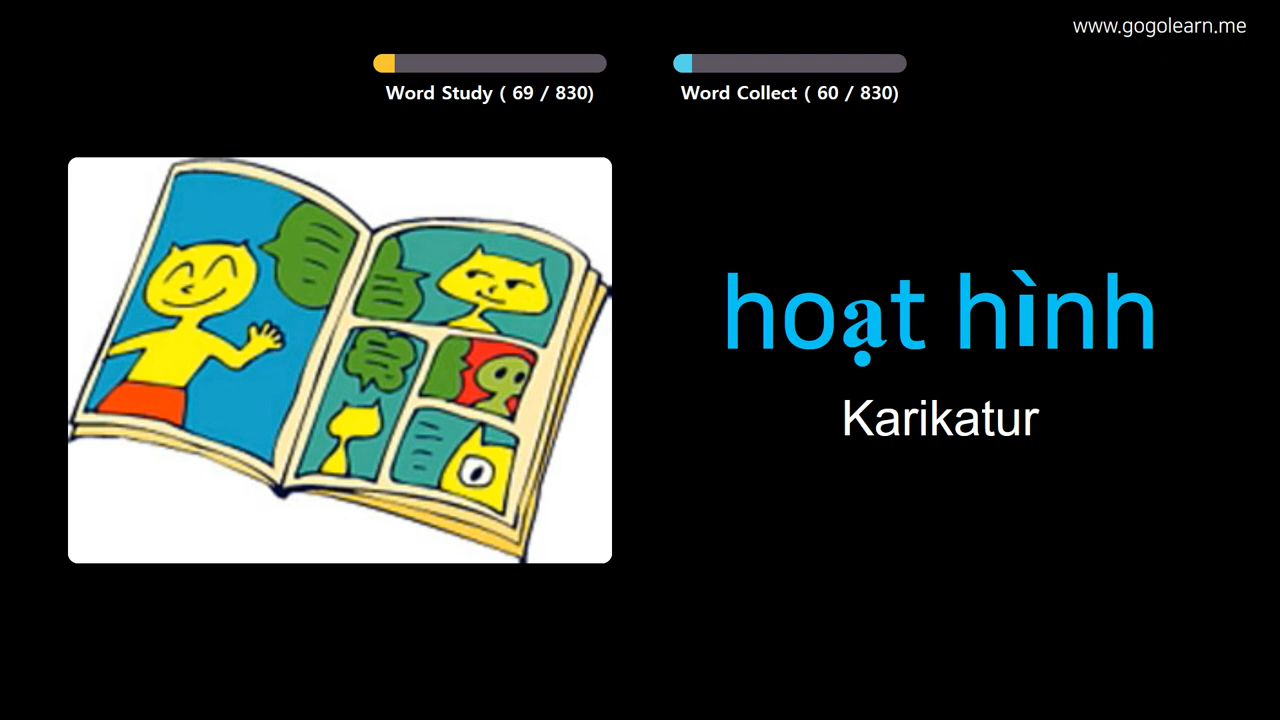 www.gogolearn.me
Word Study ( 69 / 830)
Word Collect ( 60 / 830)
hoạt hình
Karikatur